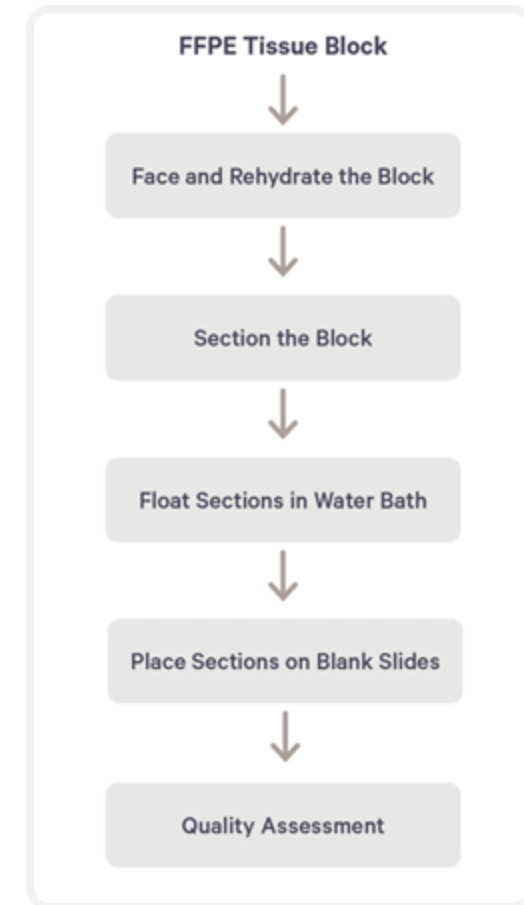 FFPE Tissue Block
Face and Rehydrate the Block
Section the Block
Float Sections in Water Bath
Place Sections on Blank Slides
Quality Assessment